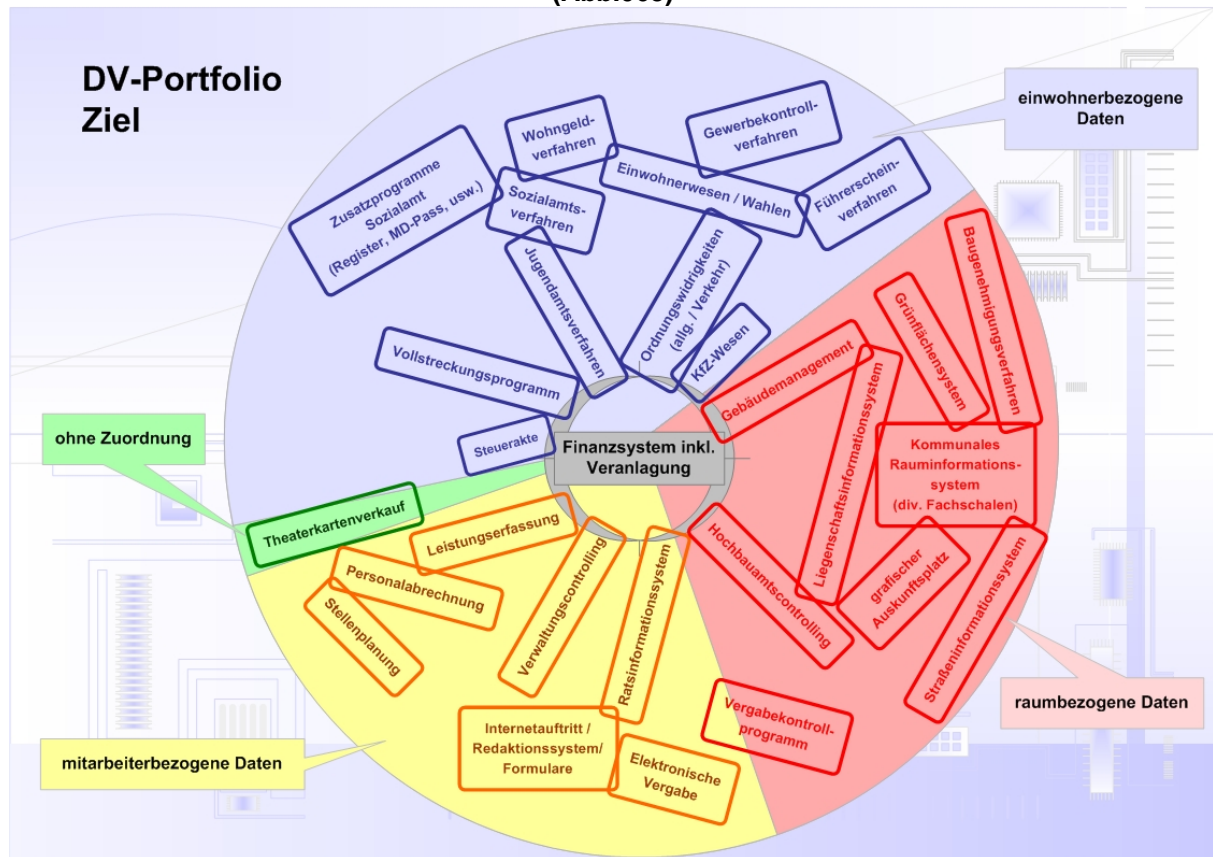 DV-Portfolio
Ziel
einwohnerbezogene
Daten
Wohngeld-
verfahren
Gewerbekontroll-
verfahren
Zusatzprogramme
Sozialamt
(Register, MD-Pass, usw.)
Sozialamts-
verfahren
Einwohnerwesen / Wahlen
Führerschein-
verfahren
Jugendamtsverfahren
Ordnungswidrigkeiten
(allg. / Verkehr)
KfZ-Wesen
Vollstreckungsprogramm
Steuerakte
Baugenehmigungsverfahren
Grünflächensystem
Gebäudemanagement
Liegenschaftsinformationssystem
Kommunales
Rauminformations-
system
(div. Fachschalen)
ohne Zuordnung
Finanzsystem inkl.
Veranlagung
Theaterkartenverkauf
Leistungserfassung
Personalabrechnung
Stellenplanung
Verwaltungscontrolling
Ratsinformationssystem
Hochbauamtscontrolling
grafischer
Auskunftsplatz
Straßeninformationssystem
raumbezogene Daten
Vergabekontroll-
programm
Internetauftritt /
Redaktionssystem/
Formulare
Elektronische
Vergabe
mitarbeiterbezogene Daten